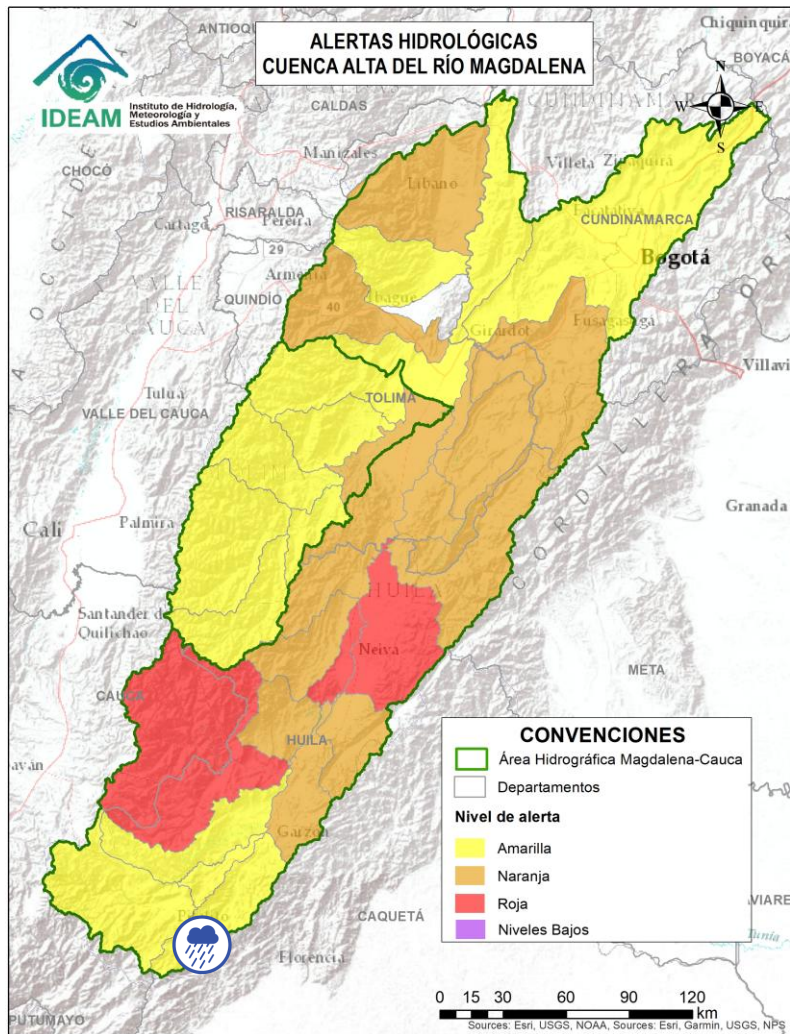 ALERTAS HIDROLÓGICAS
CUENCA ALTA DEL RÍO MAGDALENA
IDEAM
Instituto de Hidrología,
Meteorología y
Estudios Ambientales
Chiquinquirá
BOYACÁ
N
W
E
S
CALDAS
Manizales
Líbano
Villeta
CHOCÓ
RISARALDA
Pereira
Cartago
CUNDINAMARCA
29
Armenia
Bogotá
QUINDÍO
40
Ibagué
VALLE
DEL
CAUCA
Girardot
Fusagasugá
Villavi
Tuluá
TOLIMA
VALLE DEL CAUCA
CORDILLERA
Granada
Cali
Palmira
HUILA
Santander de
Quilichao
Neiva
META
CAUCA
HUILA
Garzón
CAQUETÁ
Florencia
PUTUMAYO
VIARE
Tunía
CONVENCIONES
Área Hidrográfica Magdalena-Cauca
Departamentos
Nivel de alerta
Amarilla
Naranja
Roja
Niveles Bajos
0 15 30 60 90 120
km
Sources: Esri, USGS, NOAA, Sources: Esri, Garmin, USGS, NPS